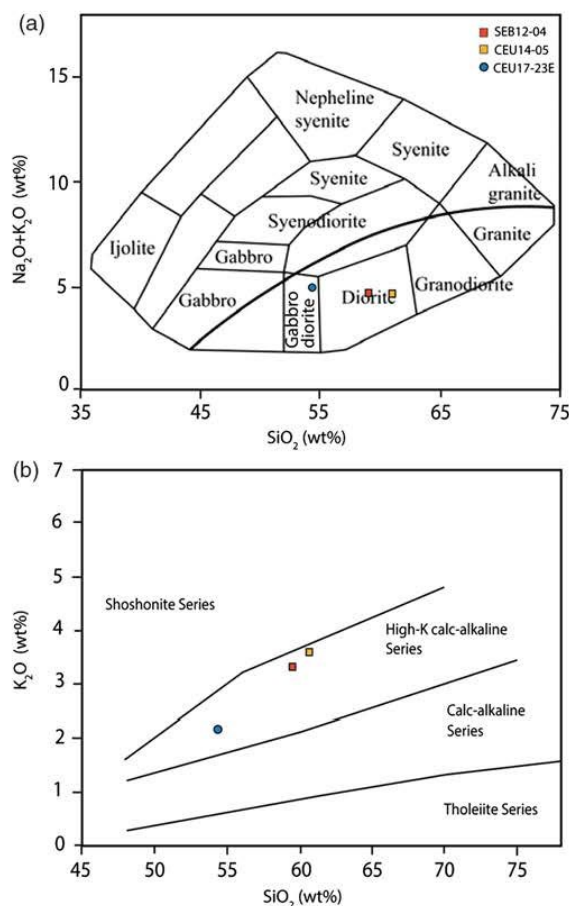 (a)
SEB12-04
CEU14-05
CEU17-23E
Nepheline
syenite
Syenite
Alkali
granite
Syenite
Syenodiorite
Granite
Ijolite
Gabbro
Gabbro
Gabbro
diorite
Diorite
Granodiorite
Na₂O+K₂O (wt%)
15
10
5
0
35
45
55
65
75
SiO₂ (wt%)
(b)
7
6
5
4
3
2
1
0
K₂O (wt%)
Shoshonite Series
High-K calc-alkaline
Series
Calc-alkaline
Series
Tholeiite Series
45
50
55
60
65
70
75
SiO₂ (wt%)